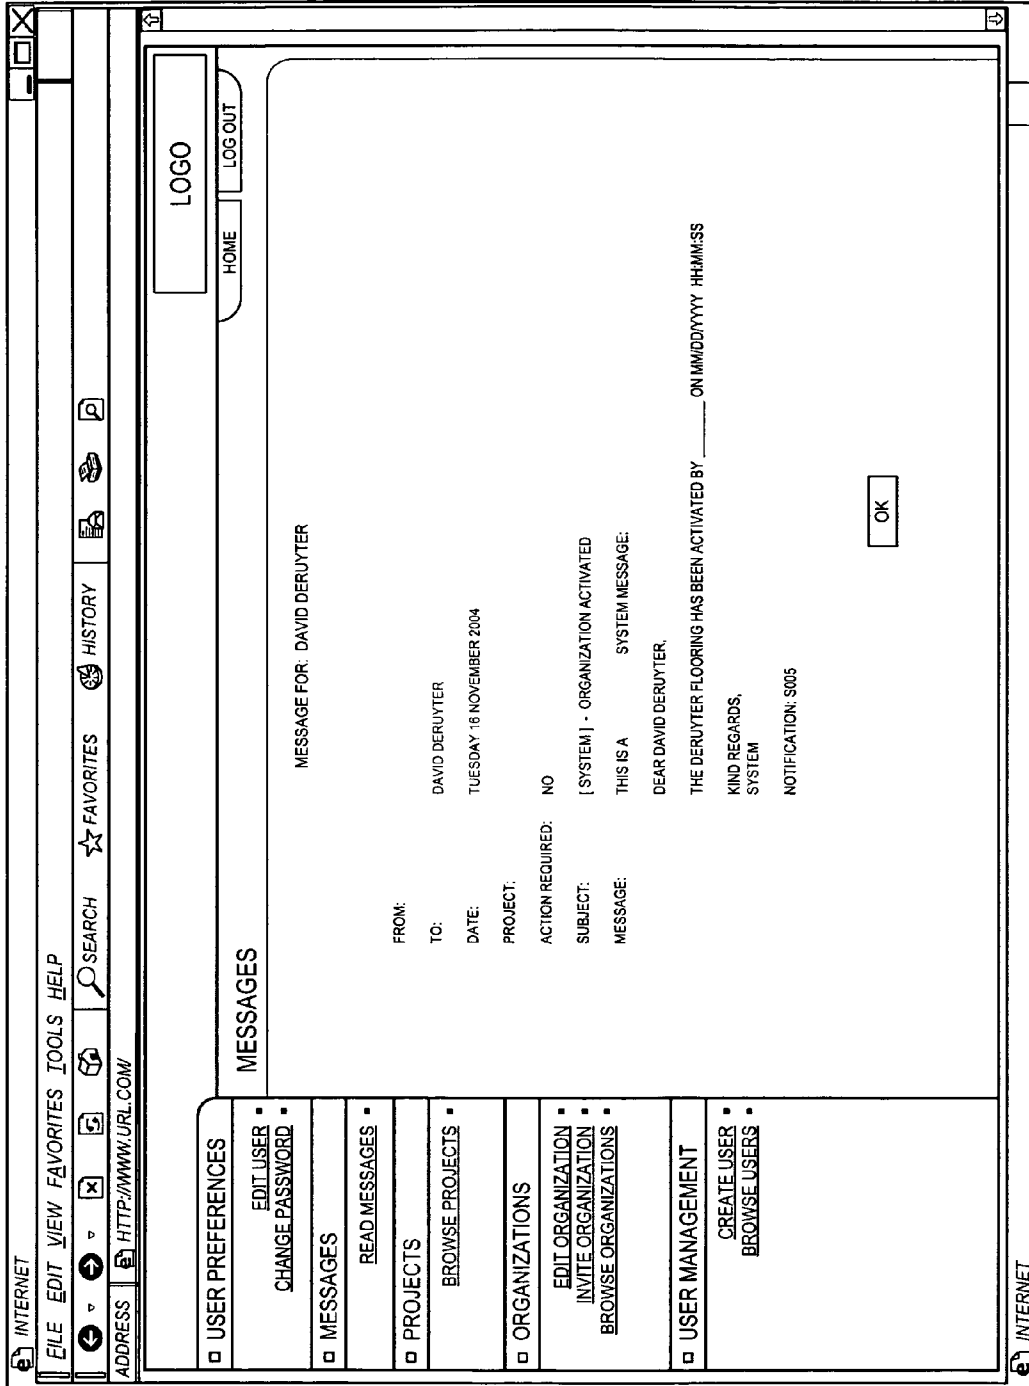 INTERNET
FILE EDIT VIEW FAVORITES TOOLS HELP
SEARCH FAVORITES HISTORY
ADDRESS HTTP://WWW.URL.COM/
LOGO
HOME LOG OUT
USER PREFERENCES
EDIT USER
CHANGE PASSWORD
MESSAGES
READ MESSAGES
PROJECTS
BROWSE PROJECTS
ORGANIZATIONS
EDIT ORGANIZATION
INVITE ORGANIZATION
BROWSE ORGANIZATIONS
USER MANAGEMENT
CREATE USER
BROWSE USERS
MESSAGES
MESSAGE FOR: DAVID DERUYTER
FROM:
TO: DAVID DERUYTER
DATE: TUESDAY 16 NOVEMBER 2004
PROJECT:
ACTION REQUIRED: NO
SUBJECT: [SYSTEM] - ORGANIZATION ACTIVATED
MESSAGE: THIS IS A SYSTEM MESSAGE:
DEAR DAVID DERUYTER,
THE DERUYTER FLOORING HAS BEEN ACTIVATED BY ______ ON MM/DD/YYYY HH:MM:SS
KIND REGARDS,
SYSTEM
NOTIFICATION: S005
OK
INTERNET